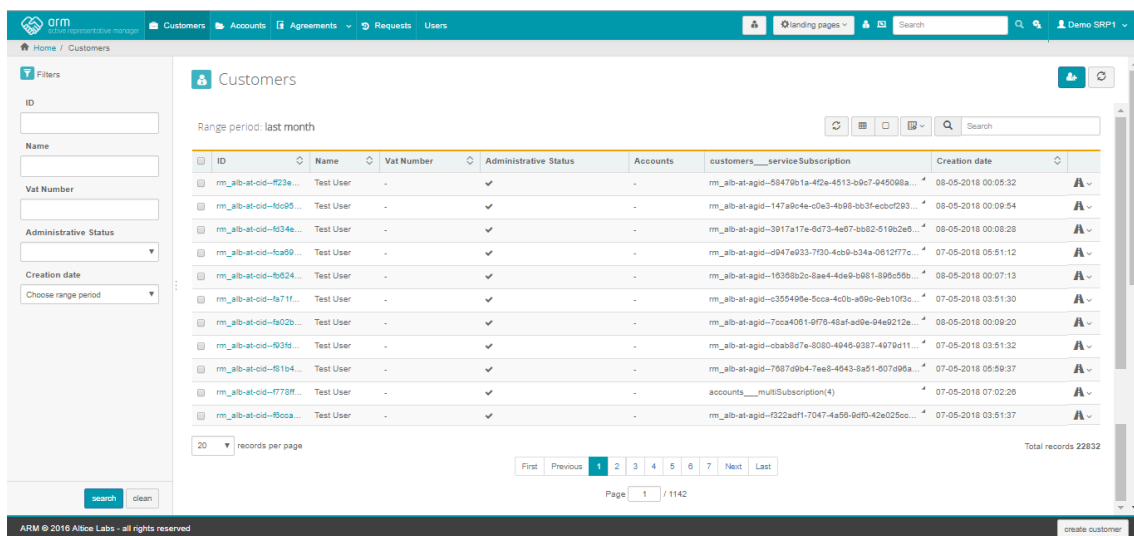 arm
active representative manager
Customers Accounts Agreements Requests Users landing pages Search Demo SRP1
Home / Customers
Filters
ID
Name
Vat Number
Administrative Status
Creation date
Choose range period
search clean
Customers
Range period: last month
Search
ID Name Vat Number Administrative Status Accounts customers___serviceSubscription Creation date
rm_alb-at-cid--ff23e... Test User - - rm_alb-at-agid--58479b1a-4f2e-4513-b9c7-945098a... 08-05-2018 00:05:32
rm_alb-at-cid--fdc95... Test User - - rm_alb-at-agid--147a9c4e-c0e3-4b98-bb3f-ecbcf293... 08-05-2018 00:09:54
rm_alb-at-cid--fd34e... Test User - - rm_alb-at-agid--3917a17e-6d73-4e67-bb82-519b2e6... 08-05-2018 00:08:28
rm_alb-at-cid--fca69... Test User - - rm_alb-at-agid--d947e933-7f30-4cb9-b34a-0612f77c... 07-05-2018 05:51:12
rm_alb-at-cid--fb624... Test User - - rm_alb-at-agid--16368b2c-8ae4-4de9-b981-896c56b... 08-05-2018 00:07:13
rm_alb-at-cid--fa71f... Test User - - rm_alb-at-agid--c355496e-5cca-4c0b-a69c-9eb10f3c... 07-05-2018 03:51:30
rm_alb-at-cid--fa02b... Test User - - rm_alb-at-agid--7cca4061-9f76-48af-ad9e-94e9212e... 08-05-2018 00:09:20
rm_alb-at-cid--f93fd... Test User - - rm_alb-at-agid--cbab8d7e-8080-4946-9387-4979d11... 07-05-2018 03:51:32
rm_alb-at-cid--f81b4... Test User - - rm_alb-at-agid--7687d9b4-7ee8-4643-8a51-607d96a... 07-05-2018 05:59:37
rm_alb-at-cid--f778ff... Test User - - accounts___multiSubscription(4) 07-05-2018 07:02:26
rm_alb-at-cid--f6cca... Test User - - rm_alb-at-agid--f322adf1-7047-4a56-9df0-42e025cc... 07-05-2018 03:51:37
20 records per page Total records 22832
First Previous 1 2 3 4 5 6 7 Next Last
Page 1 / 1142
ARM © 2016 Altice Labs - all rights reserved create customer